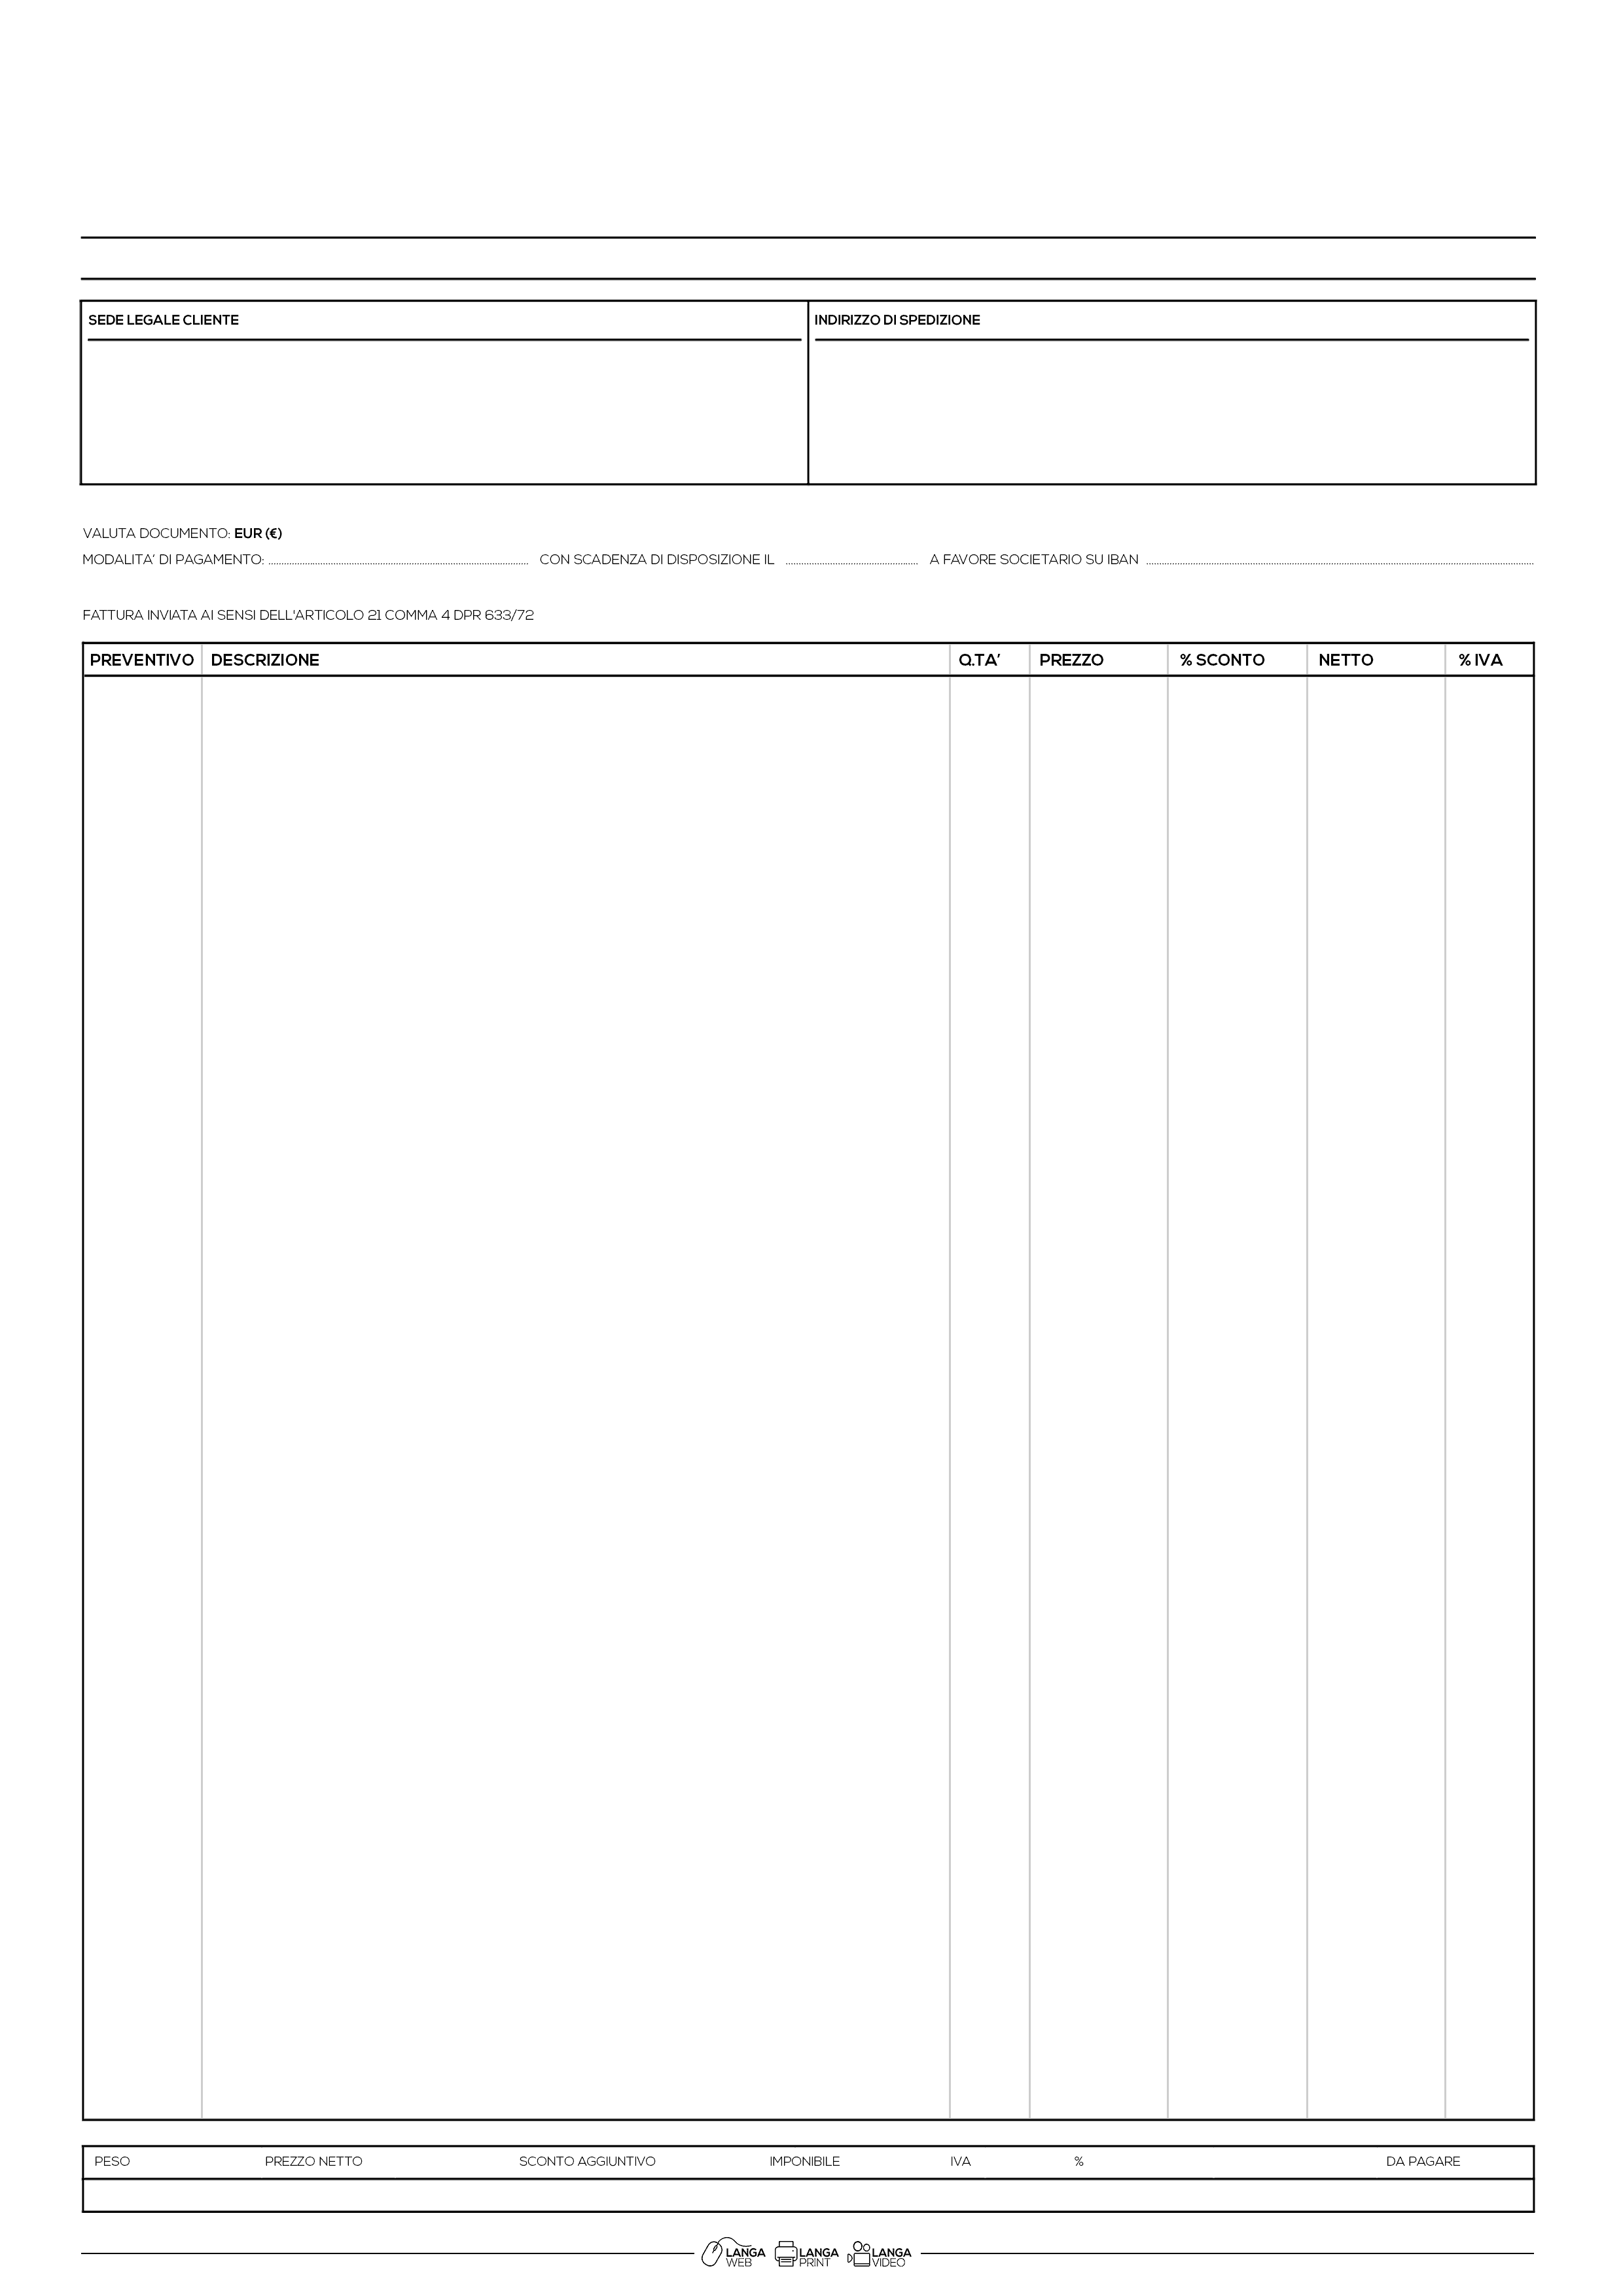 SEDE LEGALE CLIENTE INDIRIZZO DI SPEDIZIONE
VALUTA DOCUMENTO: EUR (€)
MODALITA' DI PAGAMENTO: CON SCADENZA DI DISPOSIZIONE IL A FAVORE SOCIETARIO SU IBAN
FATTURA INVIATA AI SENSI DELL'ARTICOLO 21 COMMA 4 DPR 633/72
PREVENTIVO DESCRIZIONE Q.TA' PREZZO % SCONTO NETTO % IVA
PESO PREZZO NETTO SCONTO AGGIUNTIVO IMPONIBILE IVA % DA PAGARE
LANGA LANGA LANGA
WEB PRINT VIDEO